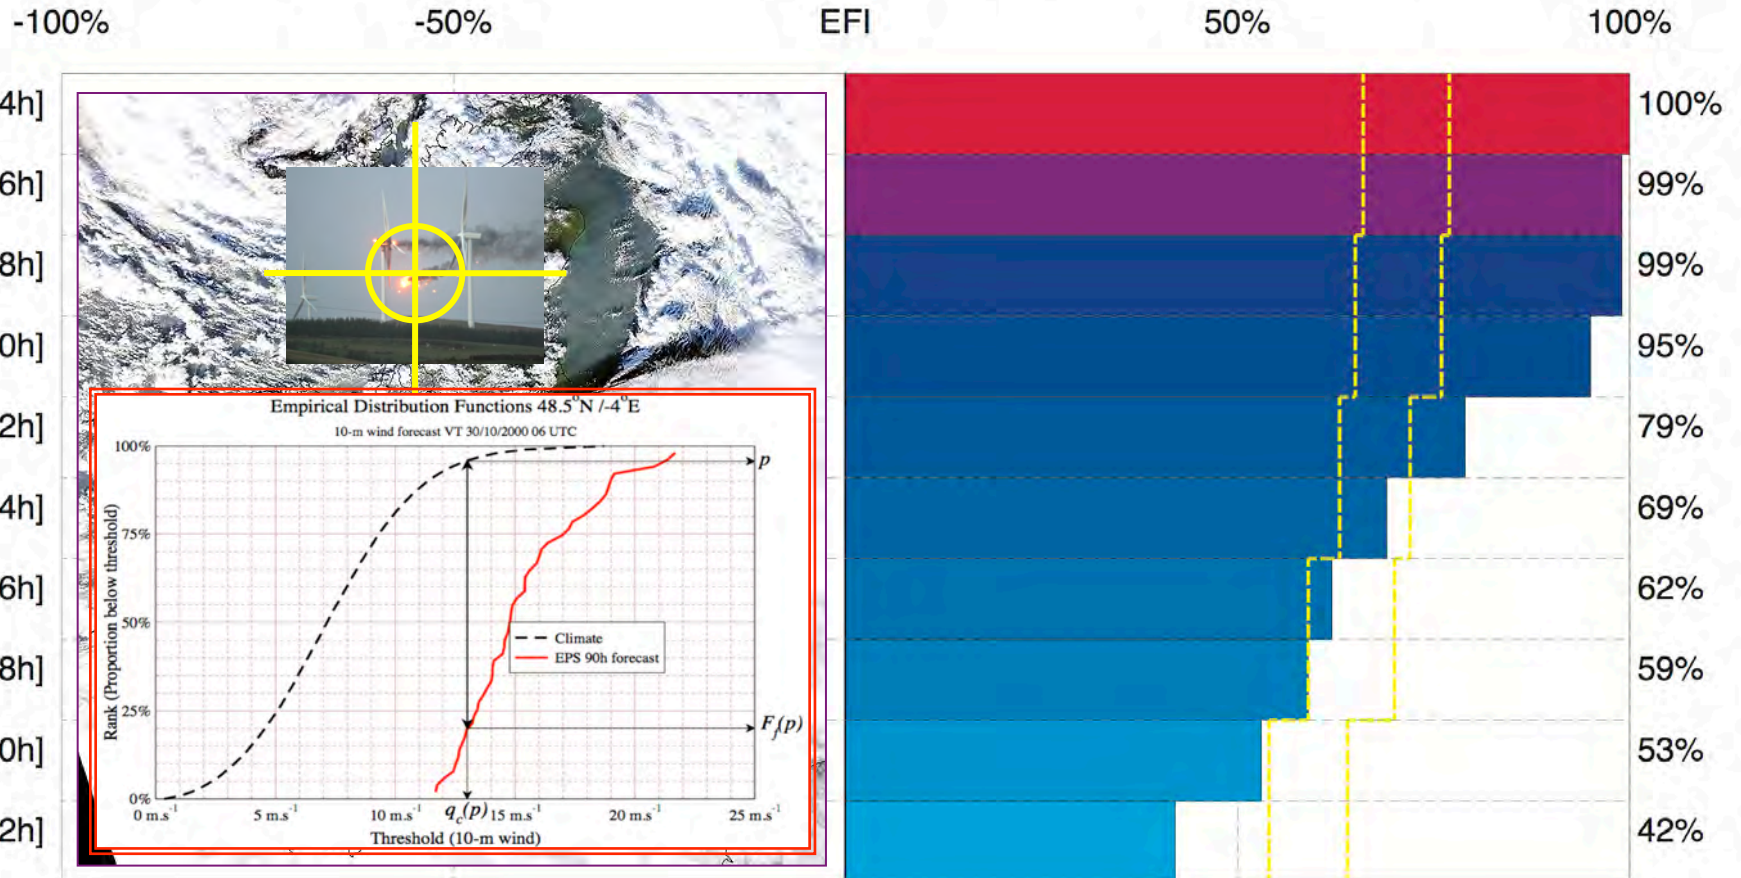 -100% -50% EFI 50% 100%
4h] 100%
6h] 99%
8h] 99%
0h] 95%
2h] 79%
4h] 69%
6h] 62%
8h] 59%
0h] 53%
2h] 42%
Empirical Distribution Functions 48.5°N /-4°E
10-m wind forecast VT 30/10/2000 06 UTC
100%
p
75%
50%
25%
0%
Rank (Proportion below threshold)
Climate
EPS 90h forecast
F_f(p)
0 m.s⁻¹ 5 m.s⁻¹ 10 m.s⁻¹ q_c(p) 15 m.s⁻¹ 20 m.s⁻¹ 25 m.s⁻¹
Threshold (10-m wind)